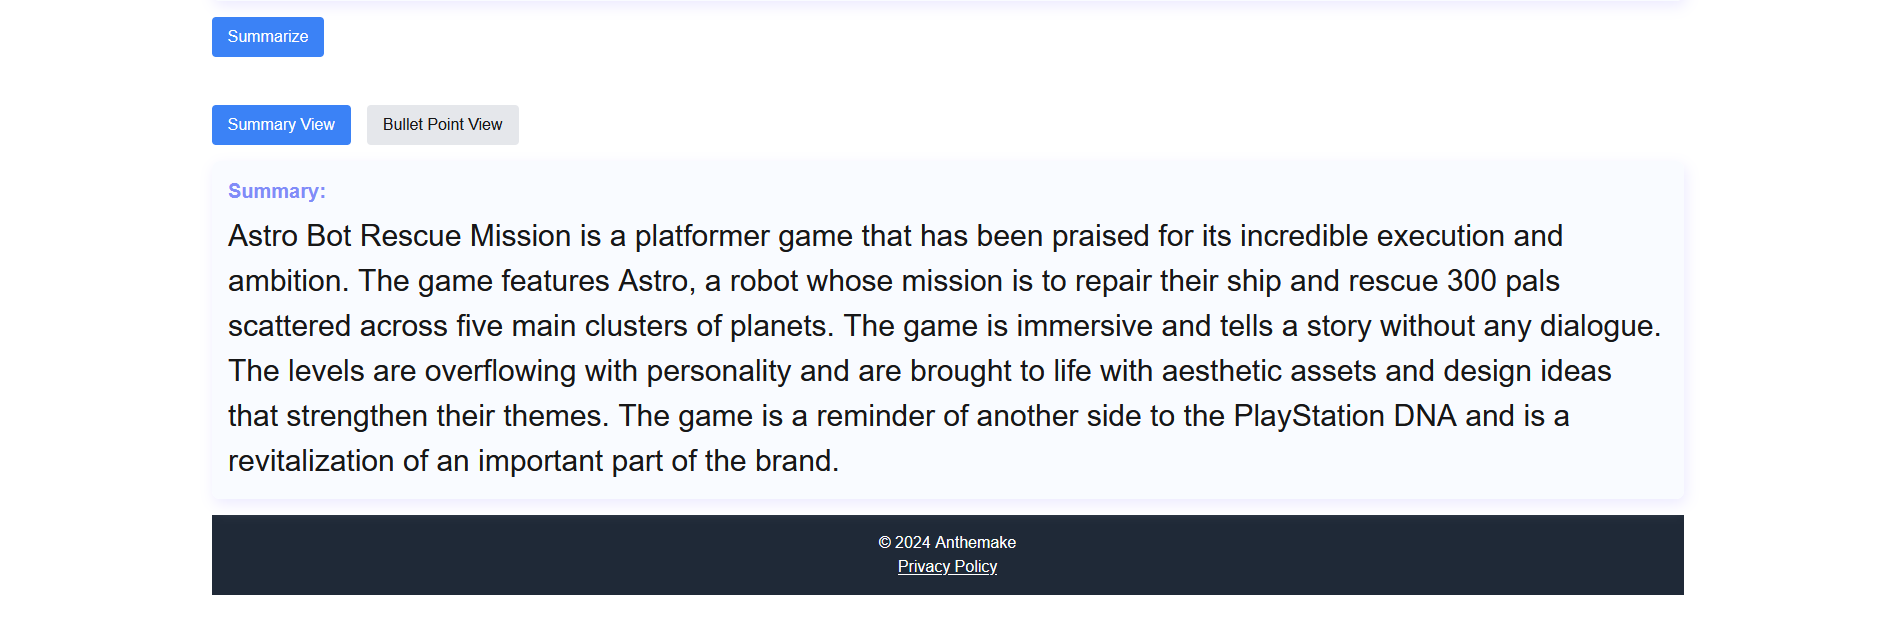 Summarize
Summary View
Bullet Point View
Summary:
Astro Bot Rescue Mission is a platformer game that has been praised for its incredible execution and
ambition. The game features Astro, a robot whose mission is to repair their ship and rescue 300 pals
scattered across five main clusters of planets. The game is immersive and tells a story without any dialogue.
The levels are overflowing with personality and are brought to life with aesthetic assets and design ideas
that strengthen their themes. The game is a reminder of another side to the PlayStation DNA and is a
revitalization of an important part of the brand.
© 2024 Anthemake
Privacy Policy